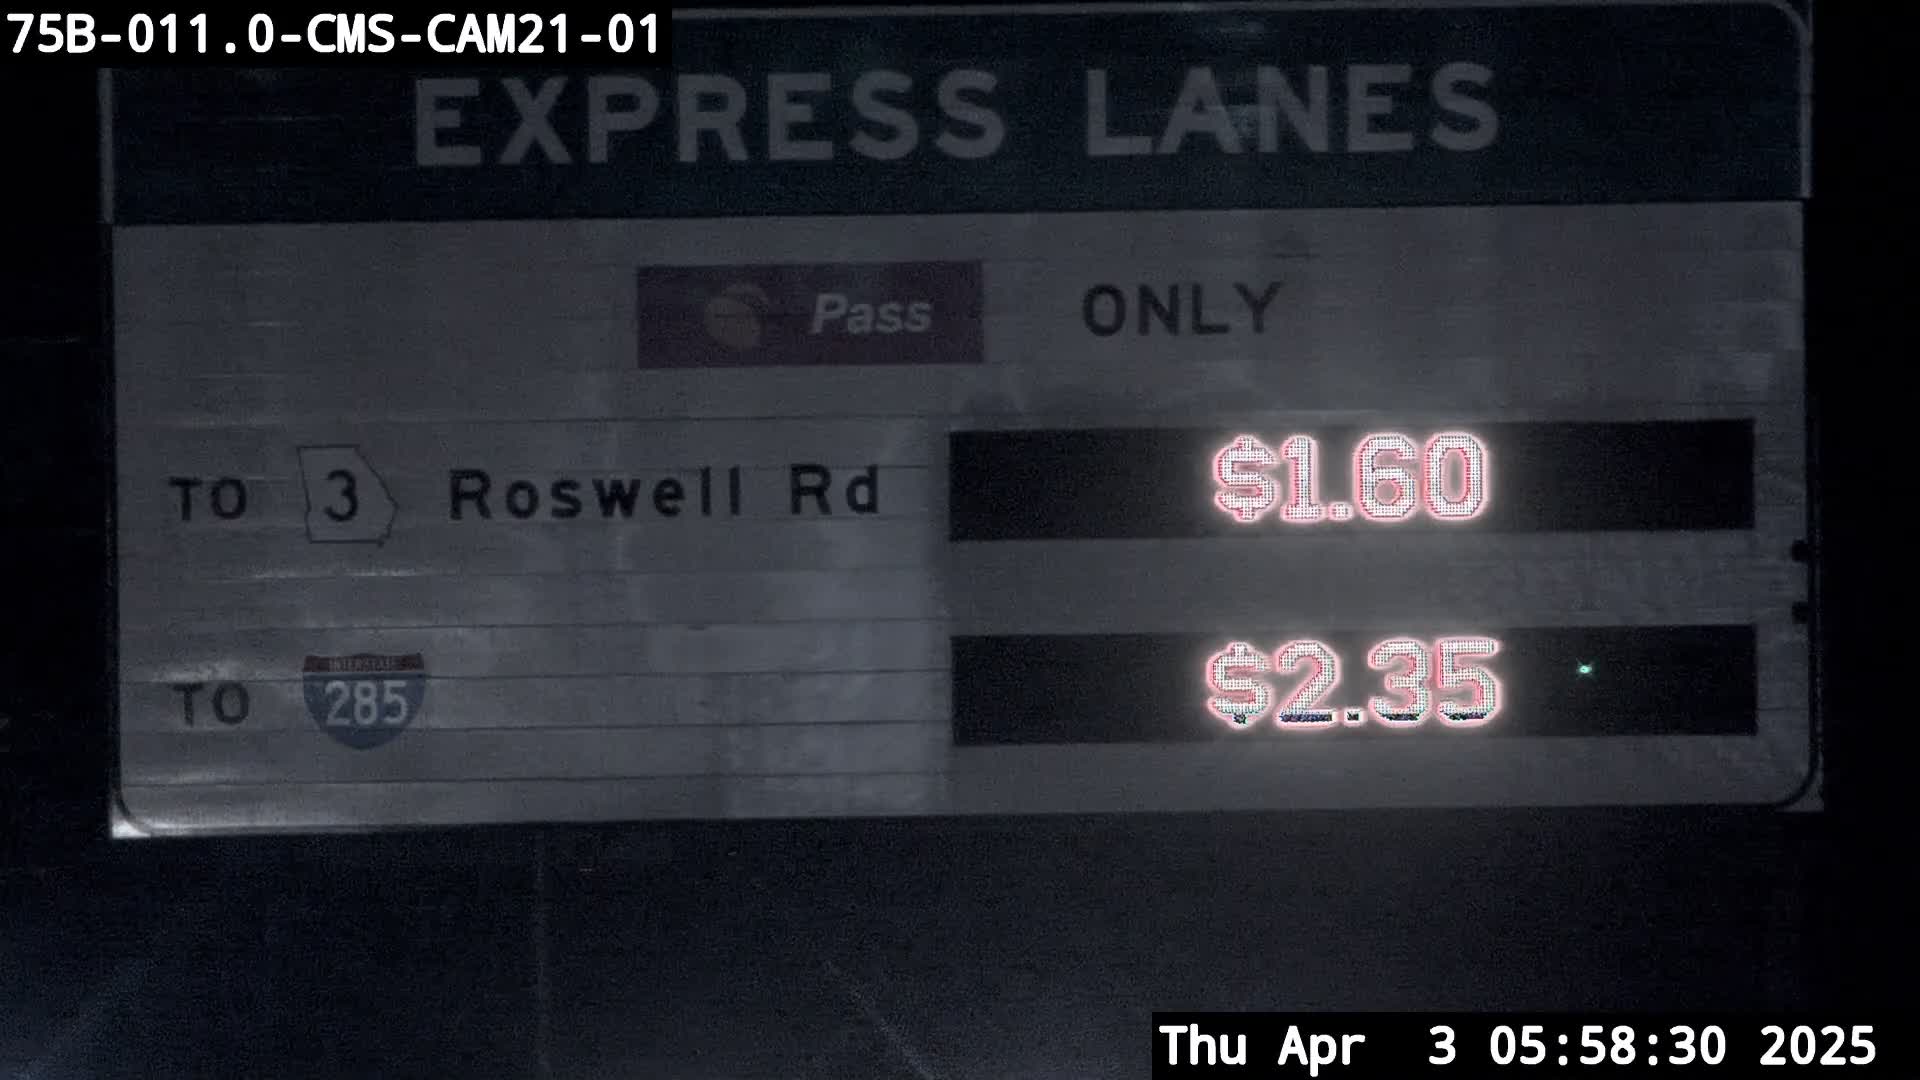 75B-011.0-CMS-CAM21-01
EXPRESS LANES
Pass ONLY
TO 3 Roswell Rd $1.60
TO INTERSTATE 285 $2.35
Thu Apr 3 05:58:30 2025